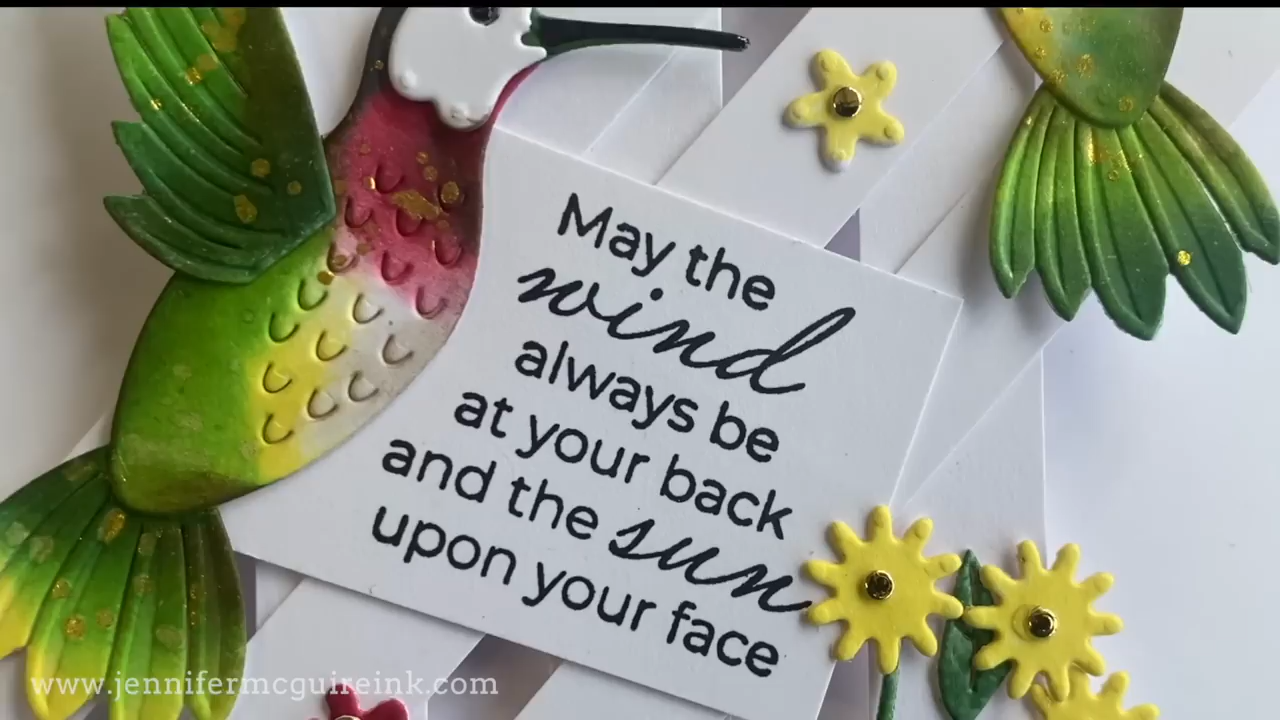 May the
wind
always be
at your back
and the sun
upon your face
www.jennifermcguireink.com